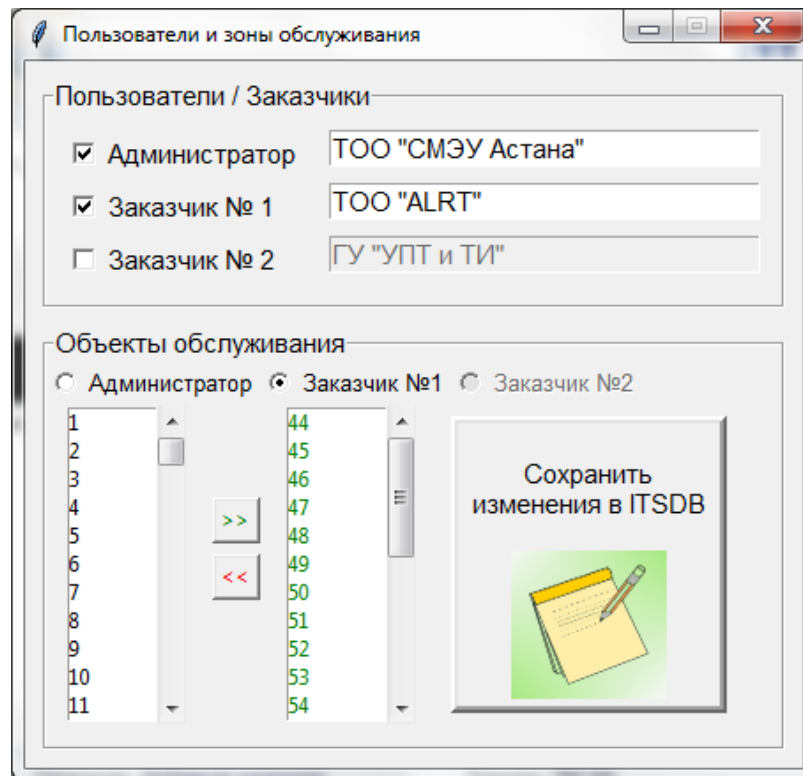 Пользователи и зоны обслуживания
Пользователи / Заказчики
Администратор ТОО "СМЭУ Астана"
Заказчик № 1 ТОО "ALRT"
Заказчик № 2 ГУ "УПТ и ТИ"
Объекты обслуживания
Администратор Заказчик №1 Заказчик №2
1
2
3
4
5
6
7
8
9
10
11
>>
<<
44
45
46
47
48
49
50
51
52
53
54
Сохранить
изменения в ITSDB